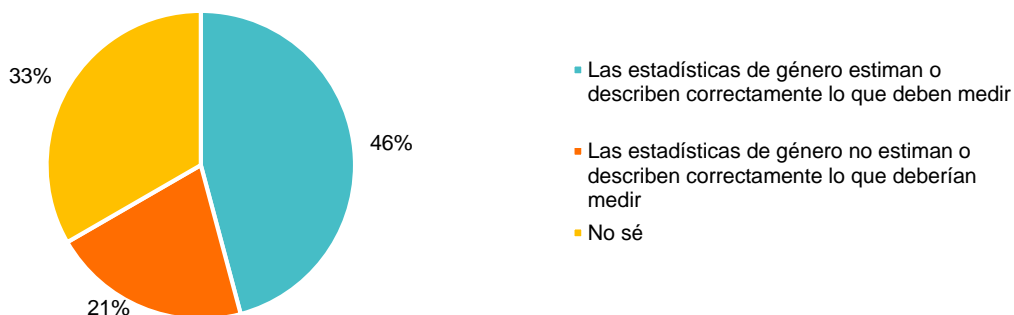 33%
46%
21%
Las estadísticas de género estiman o
describen correctamente lo que deben medir
Las estadísticas de género no estiman o
describen correctamente lo que deberían
medir
No sé